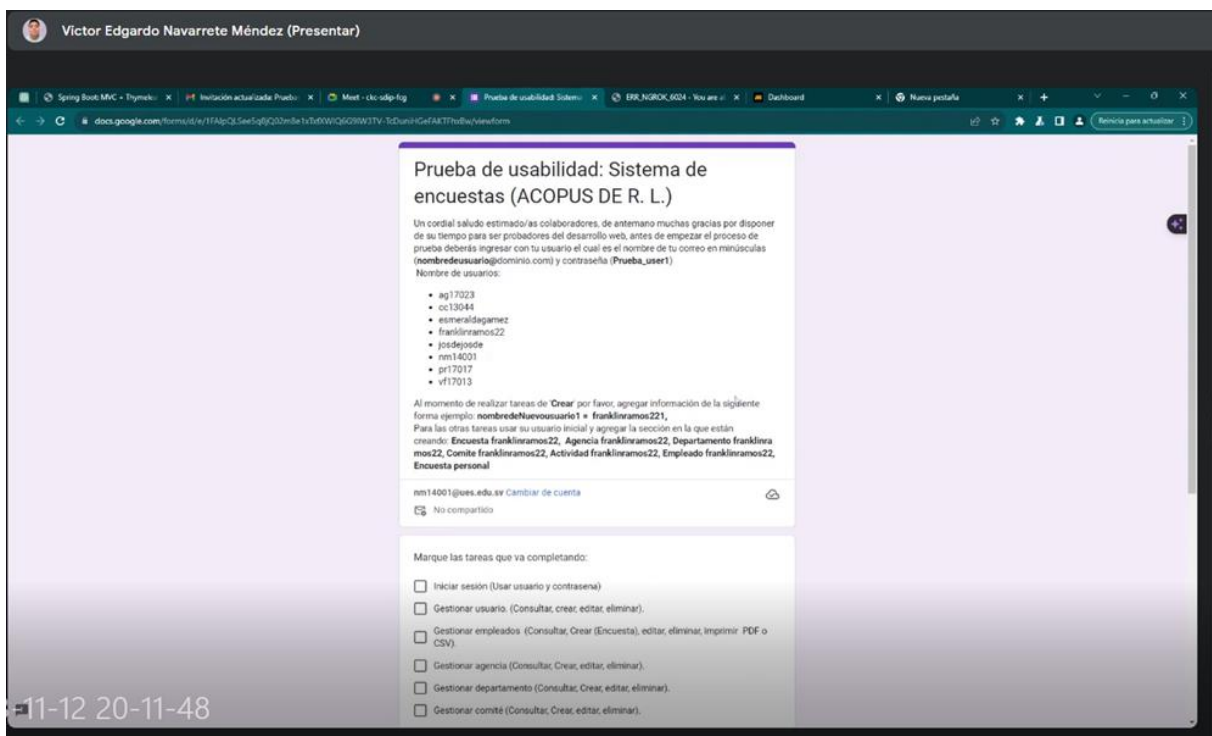 Víctor Edgardo Navarrete Méndez (Presentar)
Spring Boot: MVC + Thymele
Invitación actualizada: Prueba
Meet - ckc-sdip-fcg
Prueba de usabilidad: Sistema
ERR_NGROK_6024 - You are
Dashboard
Nueva pestaña
Reinicia para actualizar
Prueba de usabilidad: Sistema de
encuestas (ACOPUS DE R. L.)
Un cordial saludo estimado/as colaboradores, de antemano muchas gracias por disponer
de su tiempo para ser probadores del desarrollo web, antes de empezar el proceso de
prueba deberás ingresar con tu usuario el cual es el nombre de tu correo en minúsculas
(nombredeusuario@dominio.com) y contraseña (Prueba_user1)
Nombre de usuarios:
• ag17023
• cc13044
• esmeraldagamez
• franklinramos22
• josdejosde
• nm14001
• pr17017
• vf17013
Al momento de realizar tareas de 'Crear' por favor, agregar información de la siguiente
forma ejemplo: nombredeNuevousuario1 = franklinramos221,
Para las otras tareas usar su usuario inicial y agregar la sección en la que están
creando: Encuesta franklinramos22, Agencia franklinramos22, Departamento franklinra
mos22, Comite franklinramos22, Actividad franklinramos22, Empleado franklinramos22,
Encuesta personal
nm14001@ues.edu.sv Cambiar de cuenta
No compartido
Marque las tareas que va completando:
Iniciar sesión (Usar usuario y contrasena)
Gestionar usuario. (Consultar, crear, editar, eliminar).
Gestionar empleados (Consultar, Crear (Encuesta), editar, eliminar, Imprimir PDF o
CSV).
Gestionar agencia (Consultar, Crear, editar, eliminar).
Gestionar departamento (Consultar, Crear, editar, eliminar).
Gestionar comité (Consultar, Crear, editar, eliminar).
-11-12 20-11-48